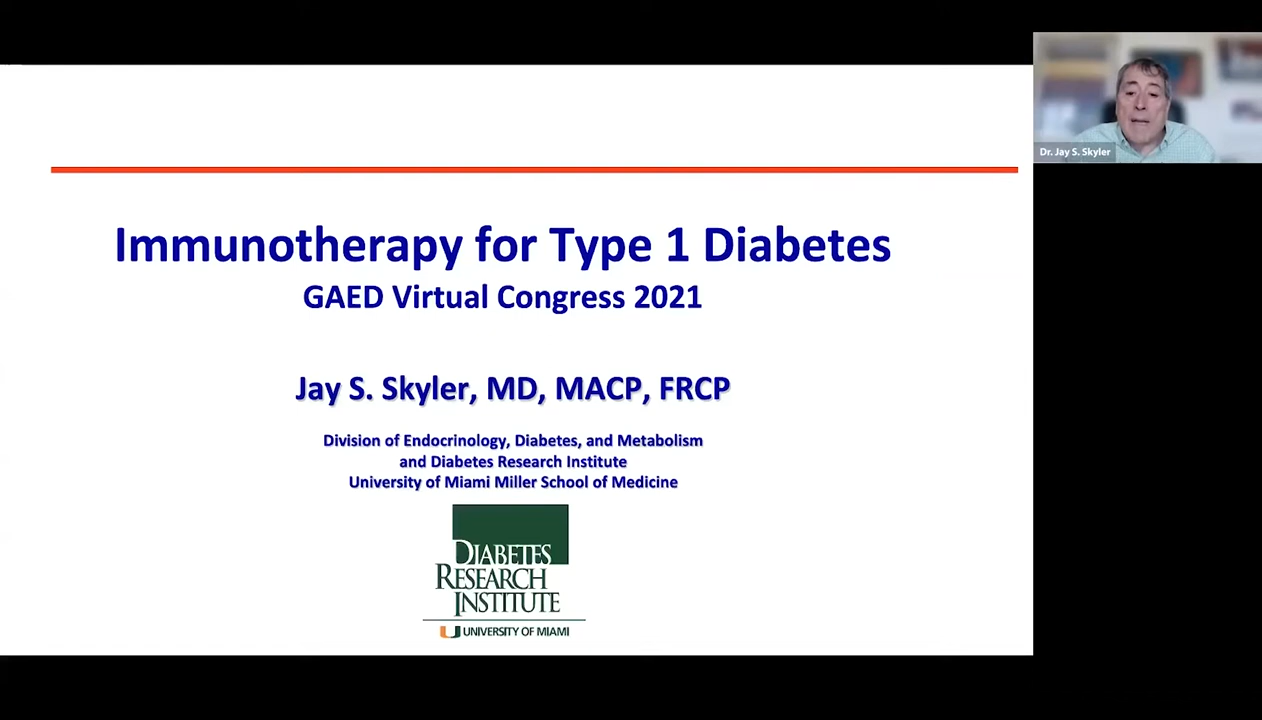 Immunotherapy for Type 1 Diabetes
GAED Virtual Congress 2021
Jay S. Skyler, MD, MACP, FRCP
Division of Endocrinology, Diabetes, and Metabolism
and Diabetes Research Institute
University of Miami Miller School of Medicine
DIABETES
RESEARCH
INSTITUTE
UNIVERSITY OF MIAMI
Dr. Jay S. Skyler